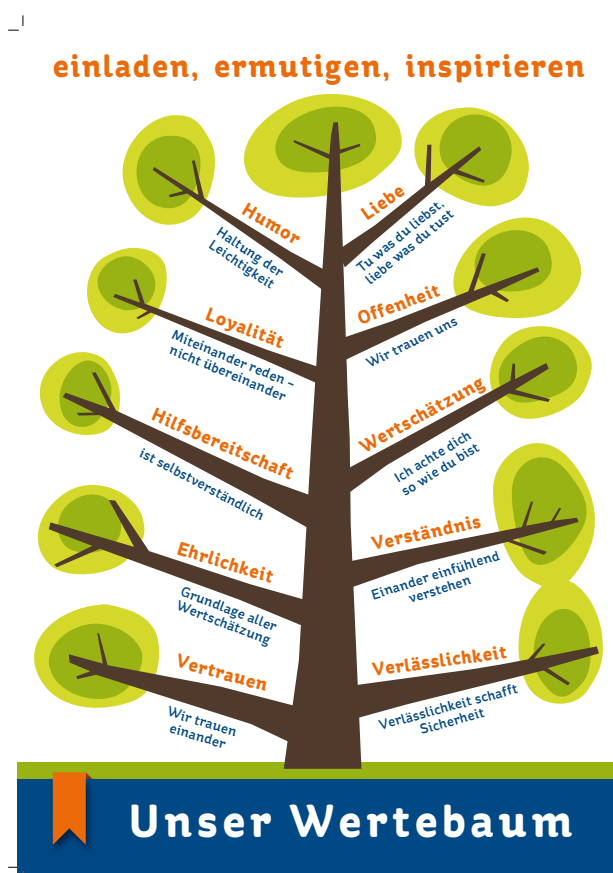 einladen, ermutigen, inspirieren
Humor
Haltung der
Leichtigkeit
Liebe
Tu was du liebst,
liebe was du tust
Loyalität
Miteinander reden –
nicht übereinander
Offenheit
Wir trauen uns
Hilfsbereitschaft
ist selbstverständlich
Wertschätzung
Ich achte dich
so wie du bist
Ehrlichkeit
Grundlage aller
Wertschätzung
Verständnis
Einander einfühlend
verstehen
Vertrauen
Wir trauen
einander
Verlässlichkeit
Verlässlichkeit schafft
Sicherheit
Unser Wertebaum